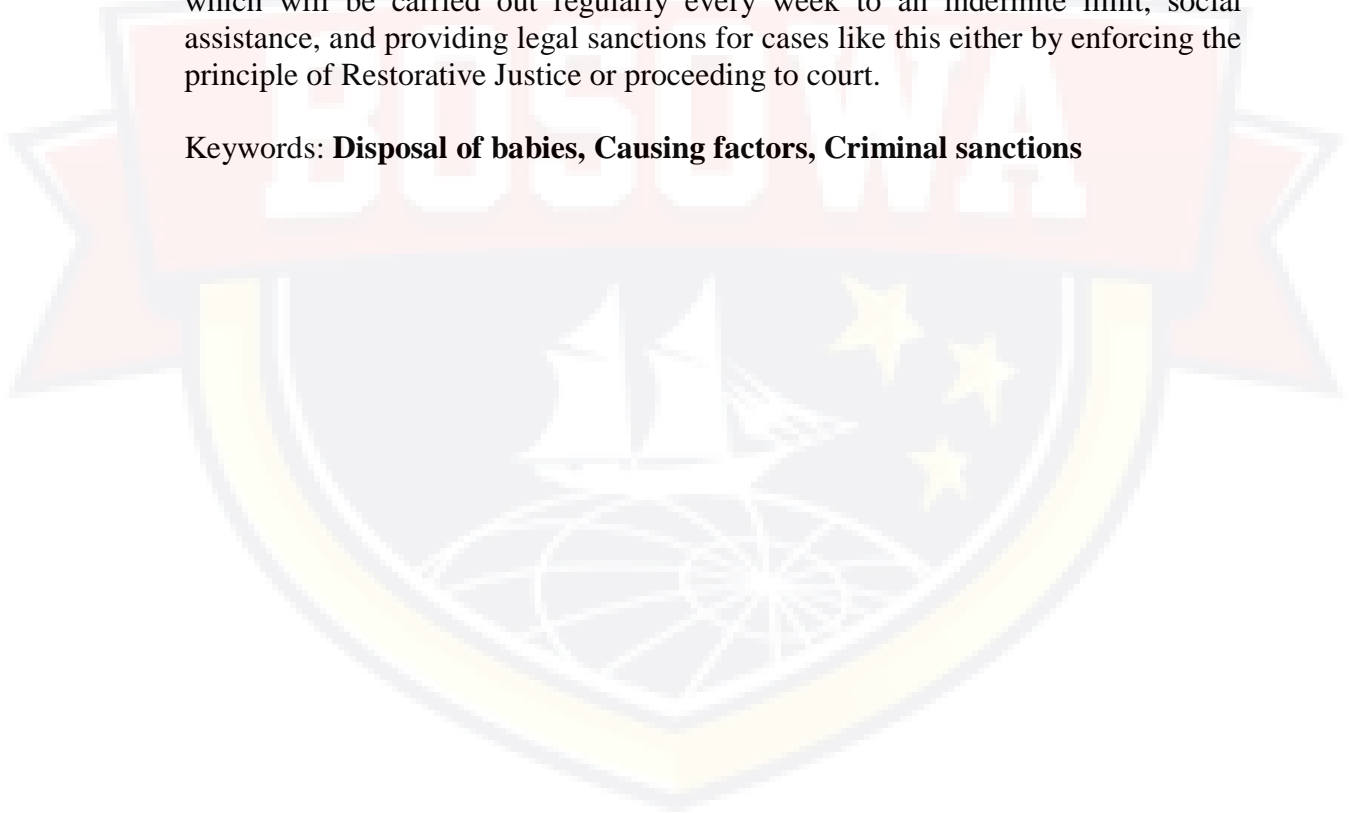 which will be carried out regularly every week to an indefinite limit, social
assistance, and providing legal sanctions for cases like this either by enforcing the
principle of Restorative Justice or proceeding to court.
Keywords: Disposal of babies, Causing factors, Criminal sanctions
BOSOWA